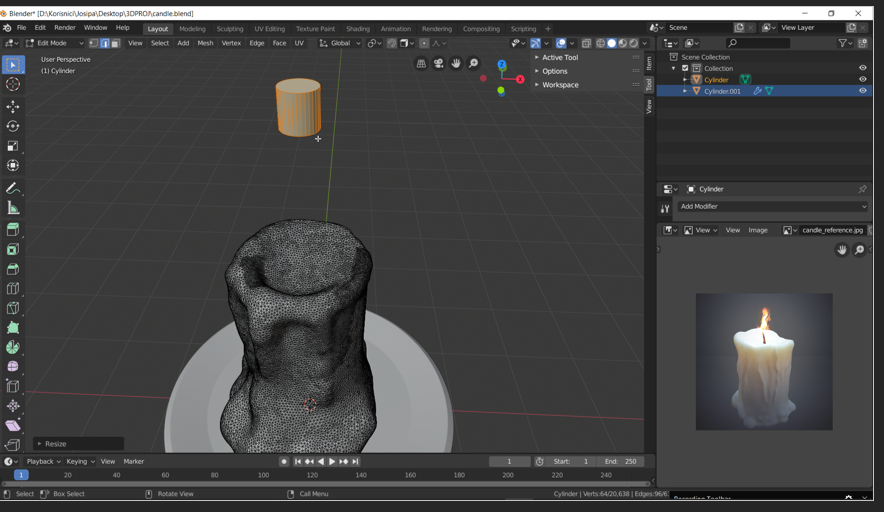 Blender* [D:\Korisnici\Josipa\Desktop\3DPROJ\candle.blend]
File Edit Render Window Help Layout Modeling Sculpting UV Editing Texture Paint Shading Animation Rendering Compositing Scripting Scene View Layer
Edit Mode View Select Add Mesh Vertex Edge Face UV Global
User Perspective
(1) Cylinder
Z
X
Active Tool
Options
Workspace
Item
Tool
View
Scene Collection
Collection
Cylinder
Cylinder.001
Cylinder
Add Modifier
View View Image candle_reference.jpg
Resize
Playback Keying View Marker 1 Start: 1 End: 250
1 20 40 60 80 100 120 140 160 180 200 220 240
Select Box Select Rotate View Call Menu Cylinder | Verts:64/20,638 | Edges:96/6